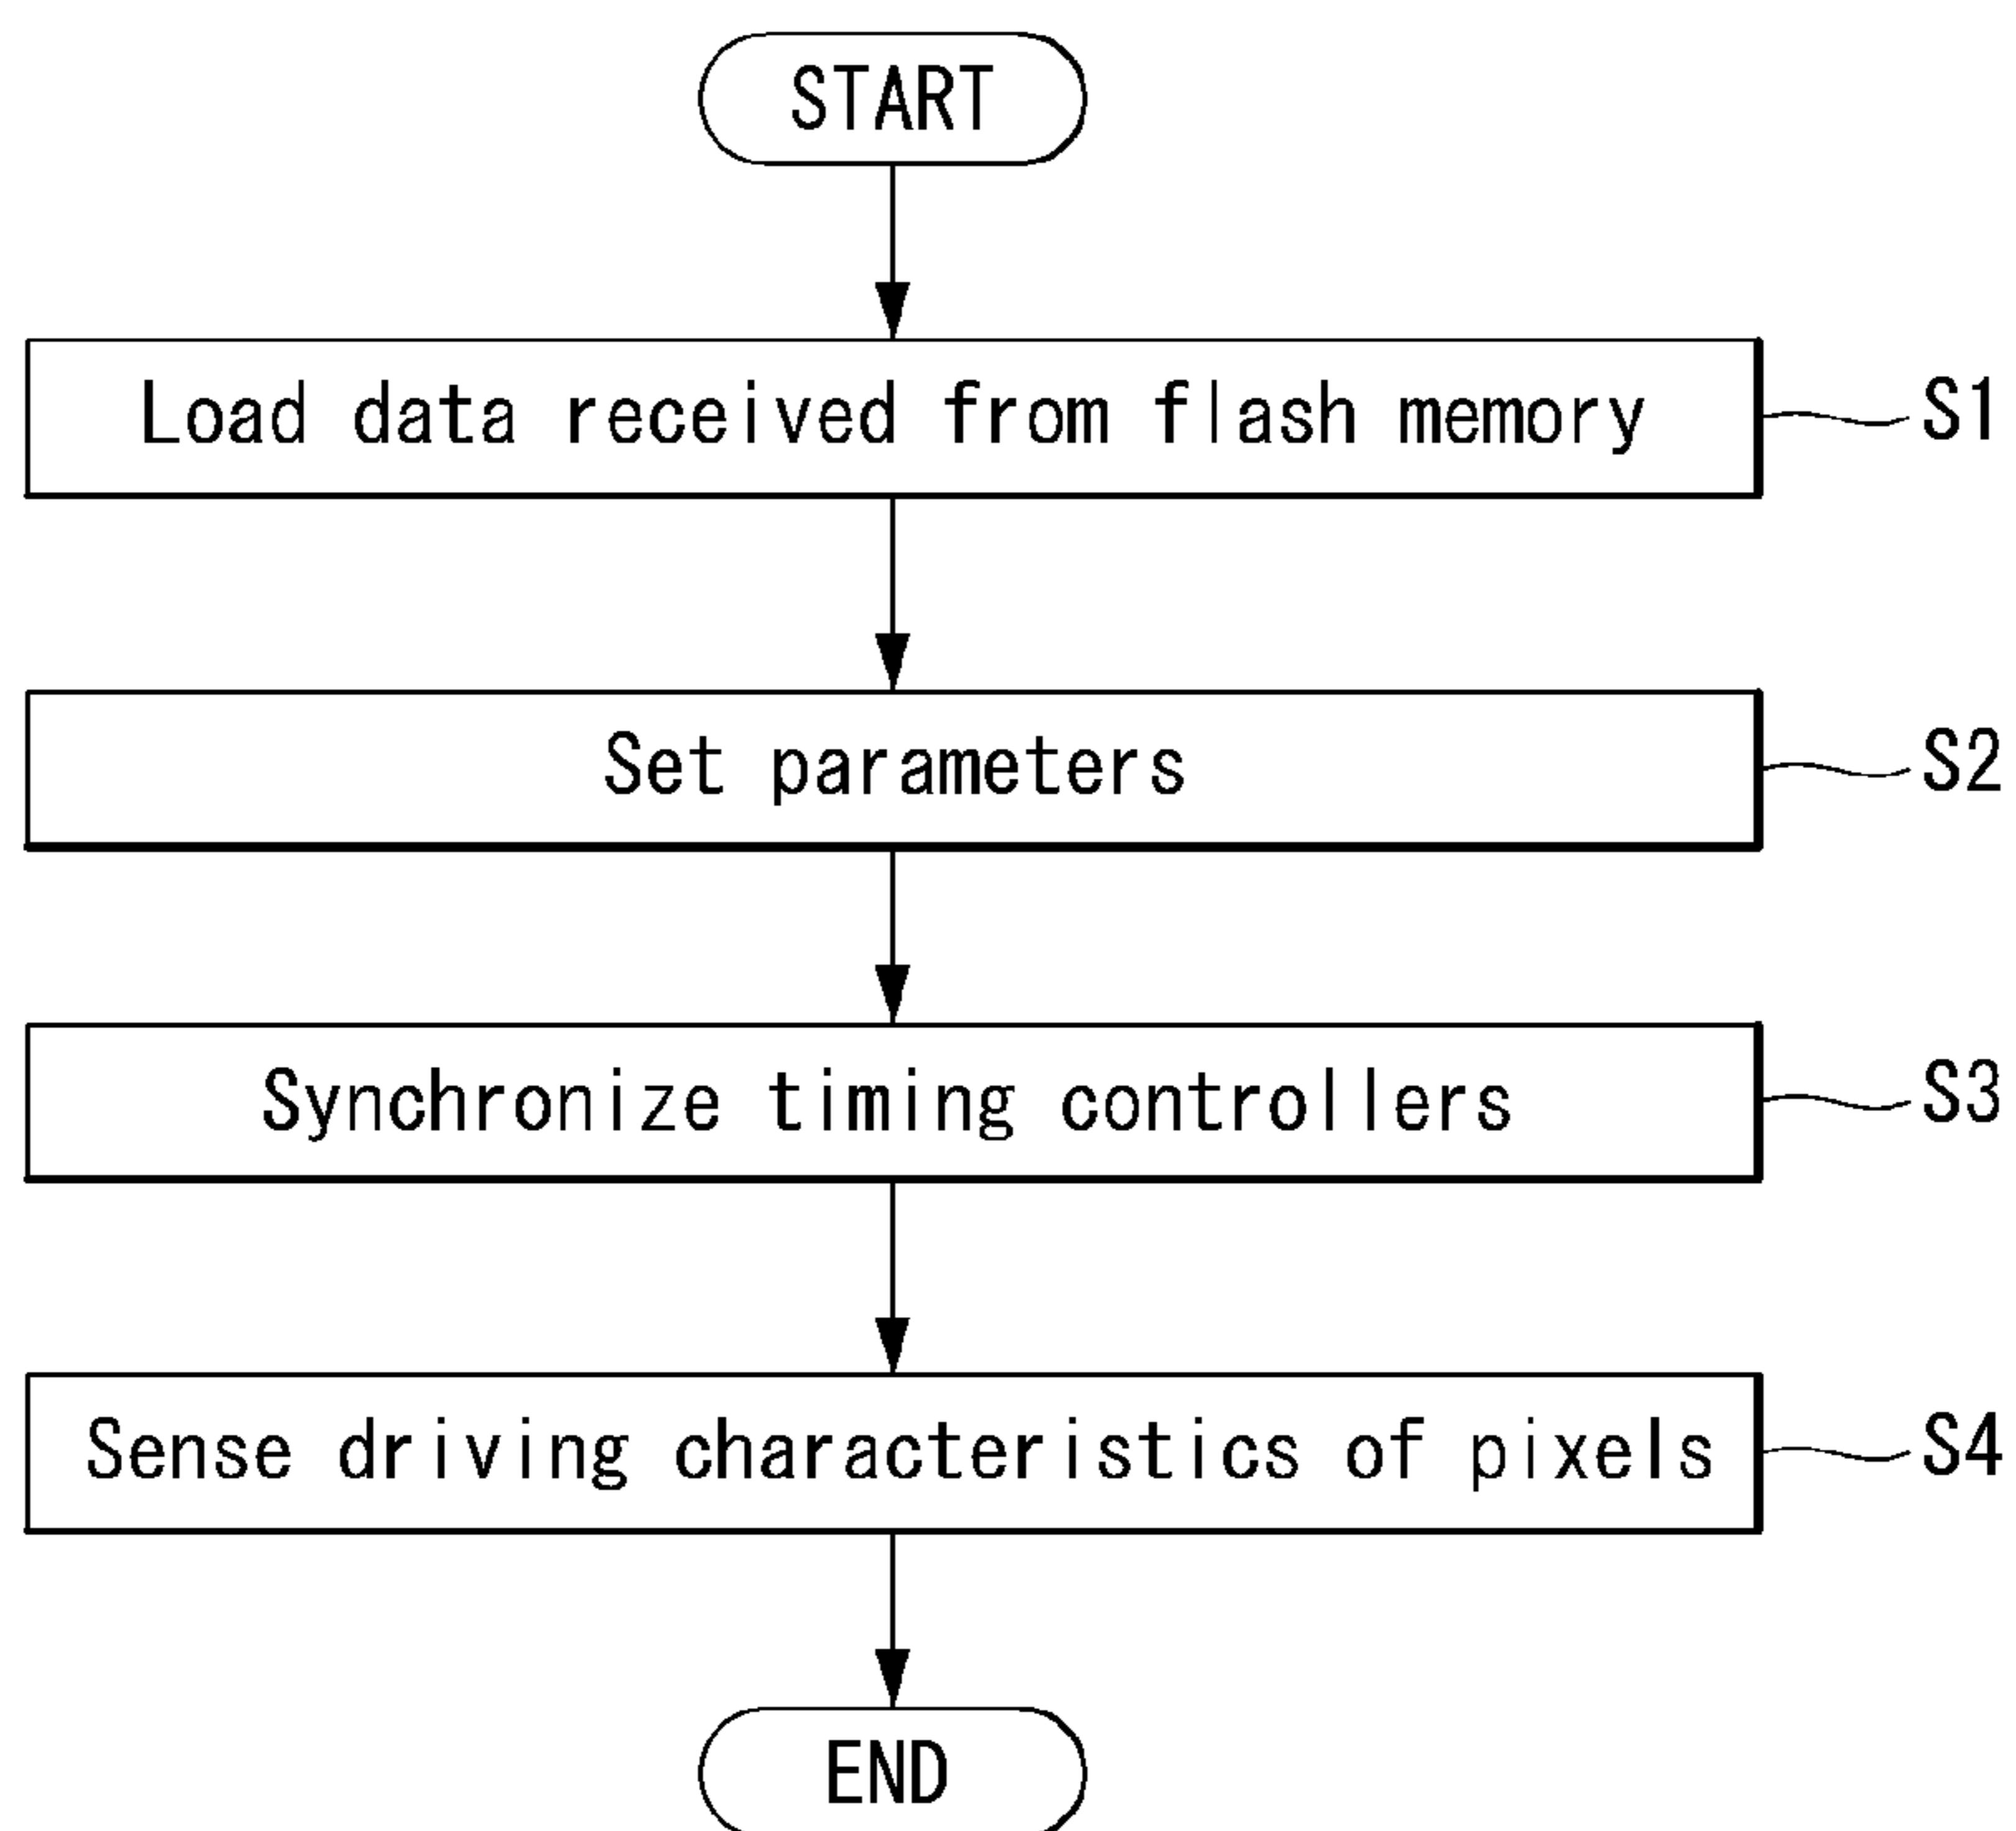 START
Load data received from flash memory S1
Set parameters S2
Synchronize timing controllers S3
Sense driving characteristics of pixels S4
END